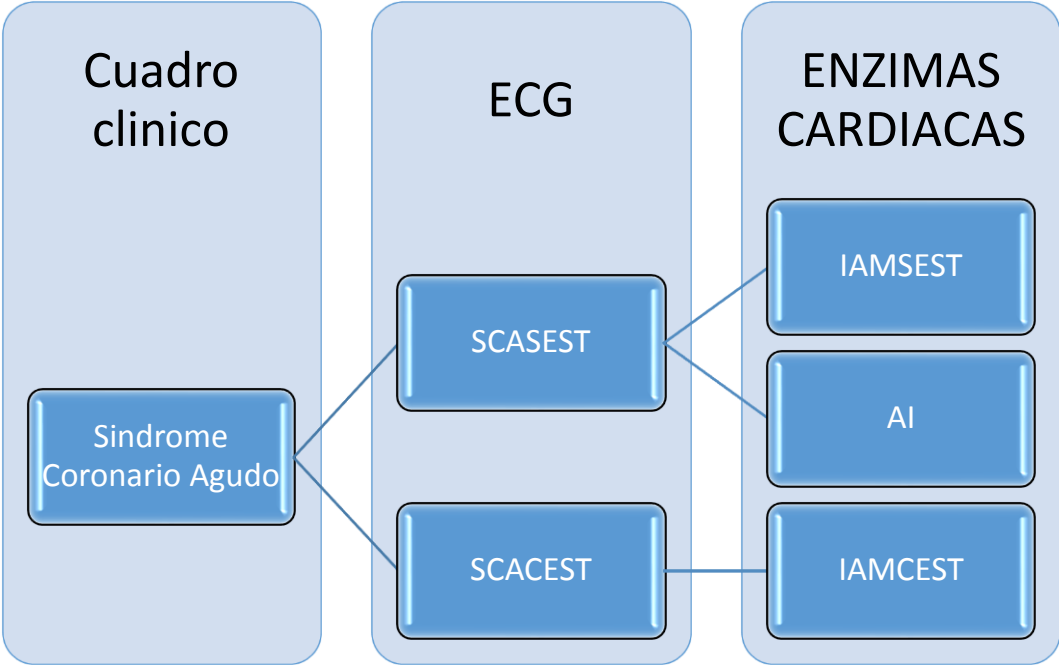 Cuadro
clinico
ECG
ENZIMAS
CARDIACAS
Sindrome
Coronario Agudo
SCASEST
SCACEST
IAMSEST
AI
IAMCEST